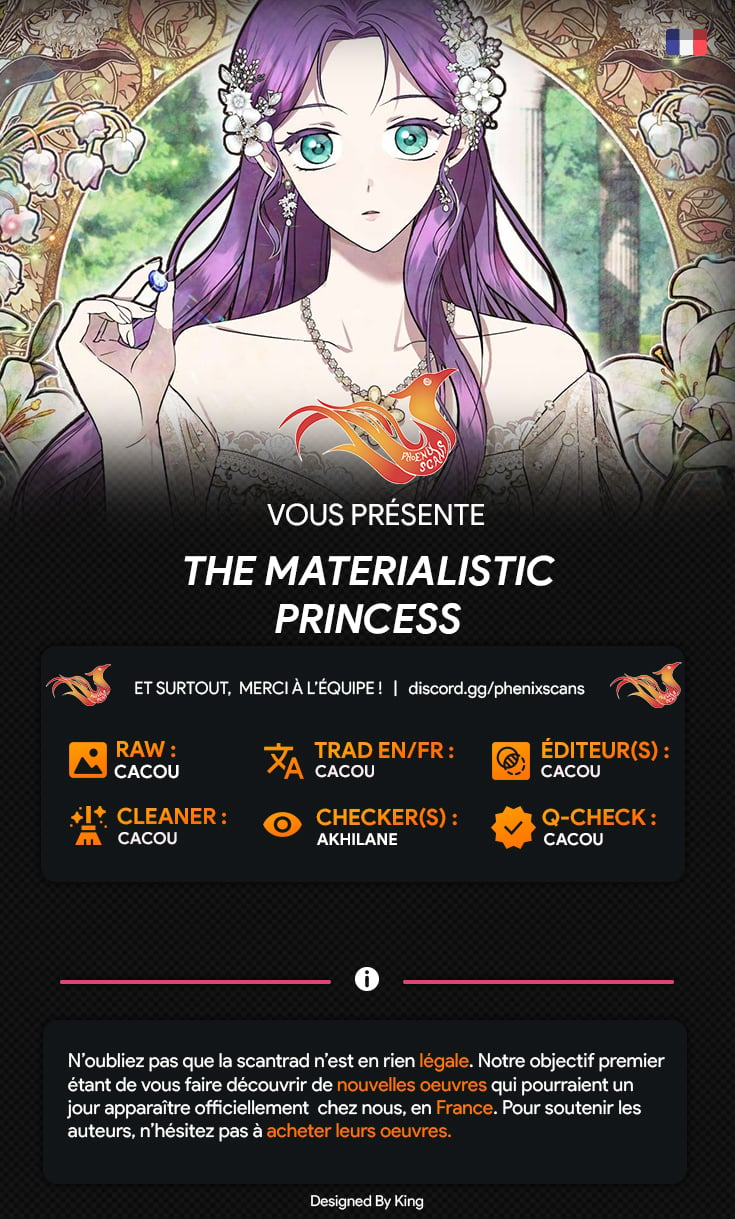 PHOENIX
SCANS
VOUS PRÉSENTE
THE MATERIALISTIC
PRINCESS
ET SURTOUT, MERCI À L'ÉQUIPE ! | discord.gg/phenixscans
RAW :
CACOU
TRAD EN/FR :
CACOU
ÉDITEUR(S) :
CACOU
CLEANER :
CACOU
CHECKER(S) :
AKHILANE
Q-CHECK :
CACOU
N'oubliez pas que la scantrad n'est en rien légale. Notre objectif premier
étant de vous faire découvrir de nouvelles oeuvres qui pourraient un
jour apparaître officiellement chez nous, en France. Pour soutenir les
auteurs, n'hésitez pas à acheter leurs oeuvres.
Designed By King